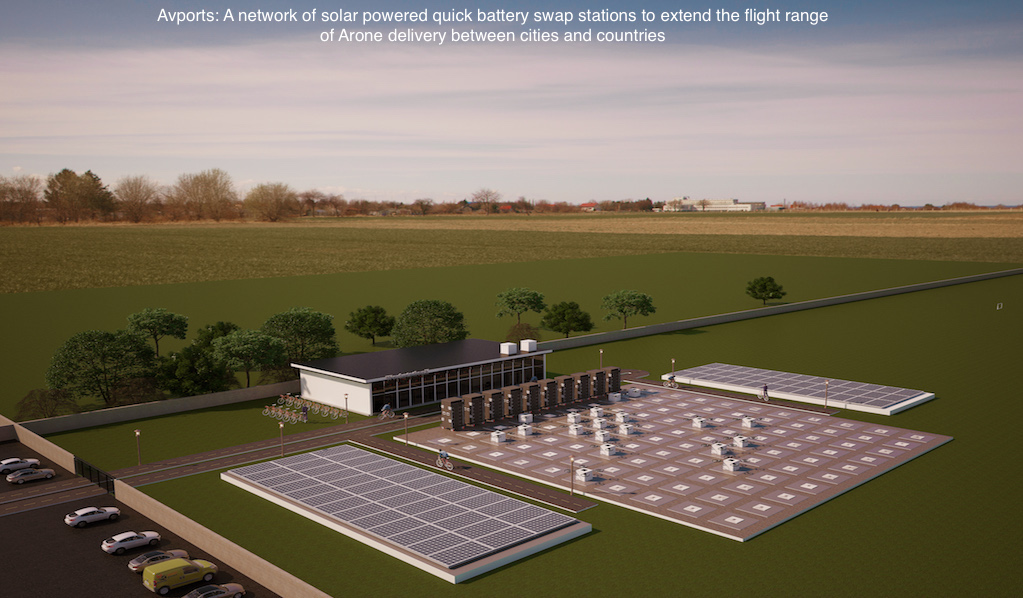 Avports: A network of solar powered quick battery swap stations to extend the flight range
of Arone delivery between cities and countries